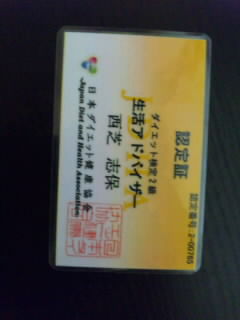 認定証
認定番号 2-00765
ダイエット検定2級
生活アドバイザー
西芝 志保
日本ダイエット健康協会
Japan Diet and Health Association